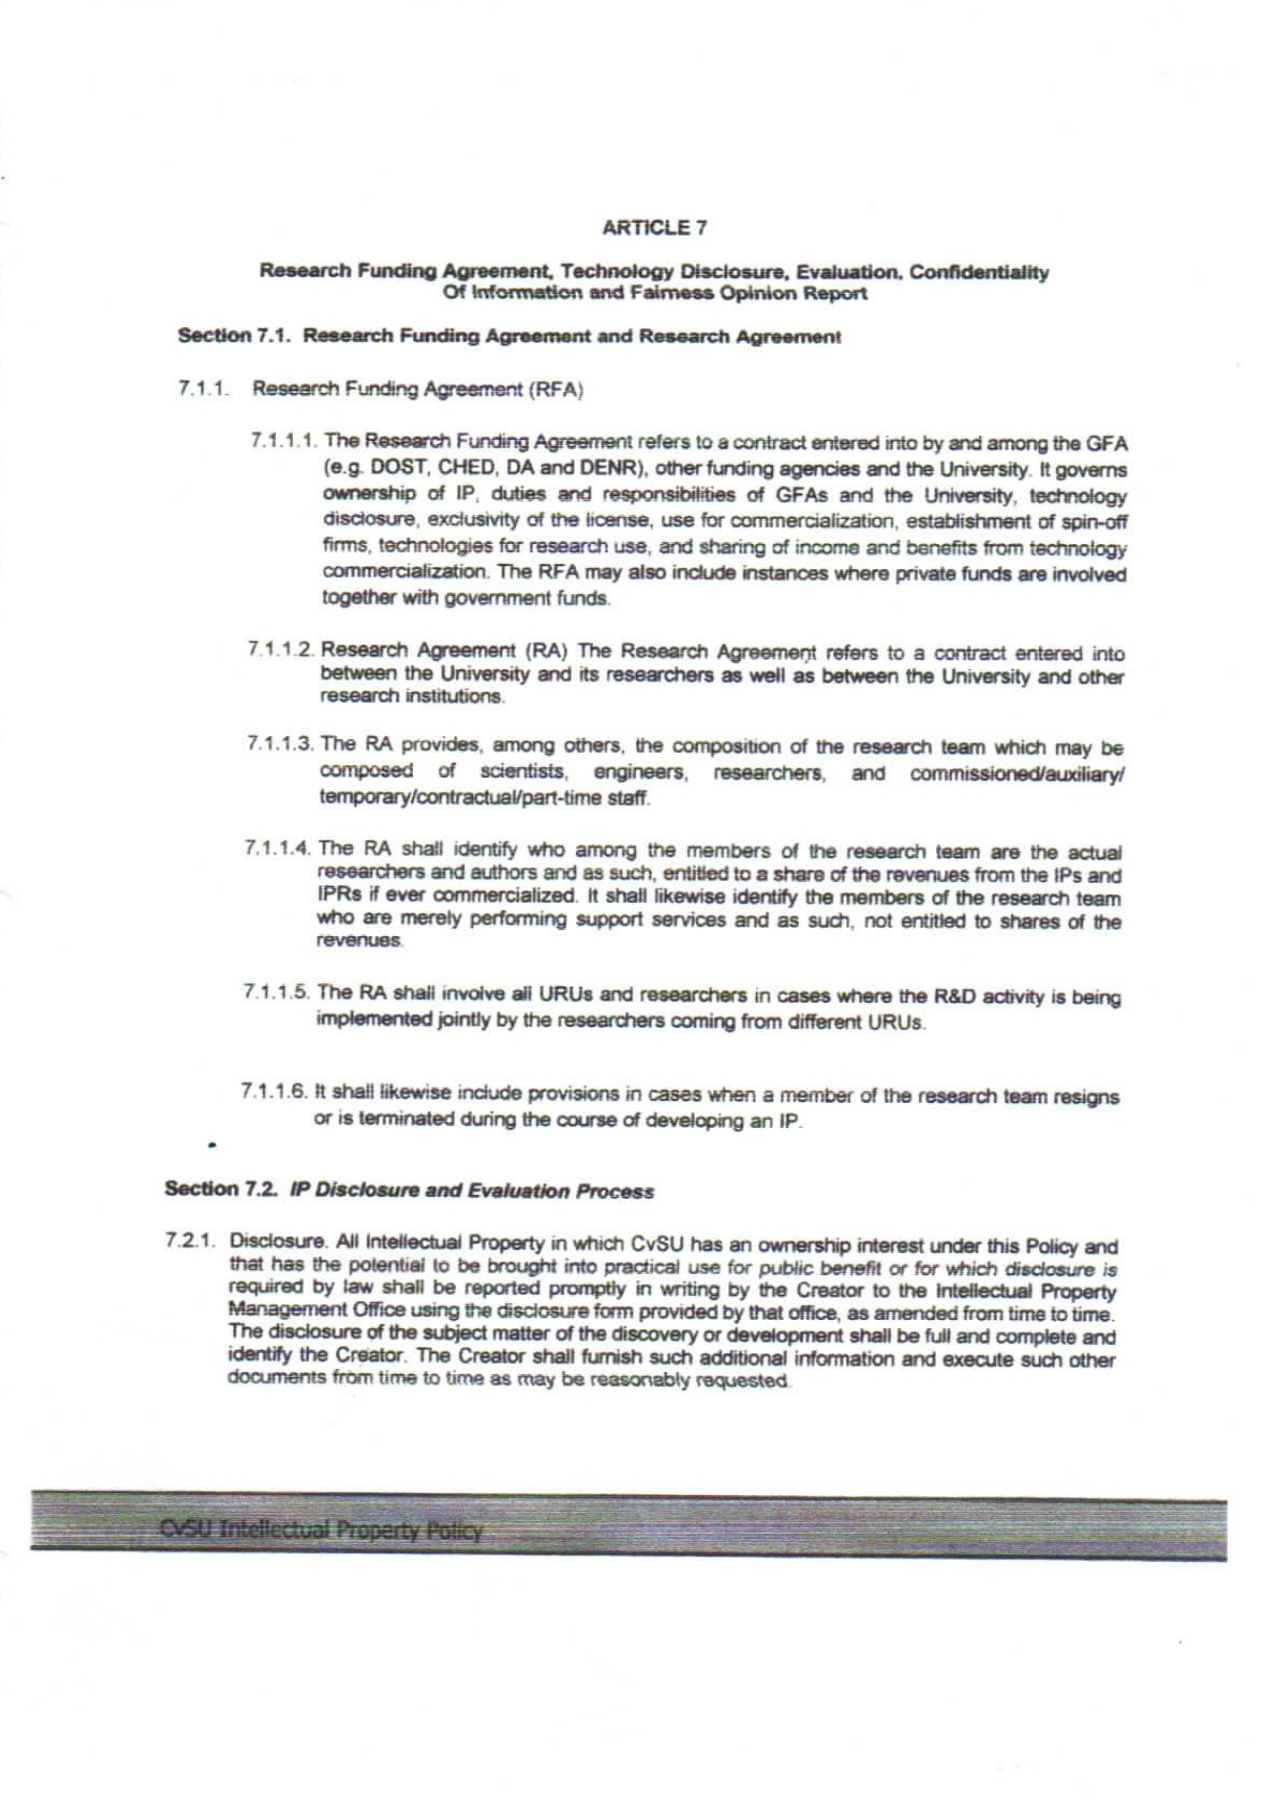 ARTICLE 7
Research Funding Agreement, Technology Disclosure, Evaluation, Confidentiality
Of Information and Fairness Opinion Report
Section 7.1. Research Funding Agreement and Research Agreement
7.1.1. Research Funding Agreement (RFA)
7.1.1.1. The Research Funding Agreement refers to a contract entered into by and among the GFA
(e.g. DOST, CHED, DA and DENR), other funding agencies and the University. It governs
ownership of IP, duties and responsibilities of GFAs and the University, technology
disclosure, exclusivity of the license, use for commercialization, establishment of spin-off
firms, technologies for research use, and sharing of income and benefits from technology
commercialization. The RFA may also include instances where private funds are involved
together with government funds.
7.1.1.2. Research Agreement (RA) The Research Agreement refers to a contract entered into
between the University and its researchers as well as between the University and other
research institutions.
7.1.1.3. The RA provides, among others, the composition of the research team which may be
composed of scientists, engineers, researchers, and commissioned/auxiliary/
temporary/contractual/part-time staff.
7.1.1.4. The RA shall identify who among the members of the research team are the actual
researchers and authors and as such, entitled to a share of the revenues from the IPs and
IPRs if ever commercialized. It shall likewise identify the members of the research team
who are merely performing support services and as such, not entitled to shares of the
revenues.
7.1.1.5. The RA shall involve all URUs and researchers in cases where the R&D activity is being
implemented jointly by the researchers coming from different URUs.
7.1.1.6. It shall likewise include provisions in cases when a member of the research team resigns
or is terminated during the course of developing an IP.
Section 7.2. IP Disclosure and Evaluation Process
7.2.1. Disclosure. All Intellectual Property in which CvSU has an ownership interest under this Policy and
that has the potential to be brought into practical use for public benefit or for which disclosure is
required by law shall be reported promptly in writing by the Creator to the Intellectual Property
Management Office using the disclosure form provided by that office, as amended from time to time.
The disclosure of the subject matter of the discovery or development shall be full and complete and
identify the Creator. The Creator shall furnish such additional information and execute such other
documents from time to time as may be reasonably requested.
CvSU Intellectual Property Policy